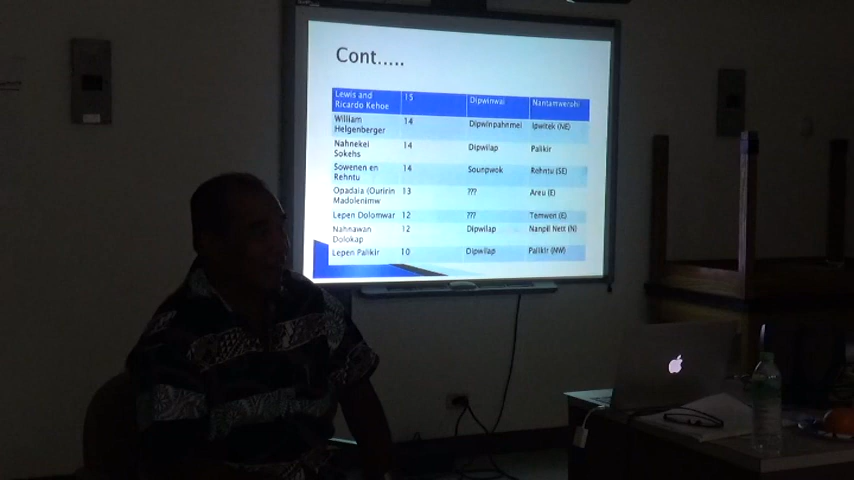 Cont.....
Lewis and Ricardo Kehoe 15 Dipwinwai Nantamwerohi
William Helgenberger 14 Dipwinpahnmei Ipwitek (NE)
Nahnekei Sokehs 14 Dipwilap Palikir
Sowenen en Rehntu 14 Sounpwok Rehntu (SE)
Opadaia (Ouririn Madolenimw 13 ??? Areu (E)
Lepen Dolomwar 12 ??? Temwen (E)
Nahnawan Dolokap 12 Dipwilap Nanpil Nett (N)
Lepen Palikir 10 Dipwilap Palikir (NW)